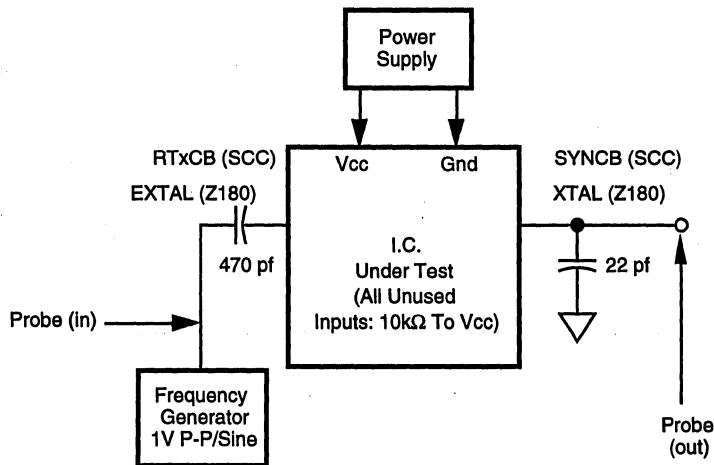 Power
Supply
RTxCB (SCC)
Vcc
Gnd
SYNCB (SCC)
EXTAL (Z180)
XTAL (Z180)
470 pf
I.C.
Under Test
(All Unused
Inputs: 10kΩ To Vcc)
22 pf
Probe (in)
Frequency
Generator
1V P-P/Sine
Probe
(out)